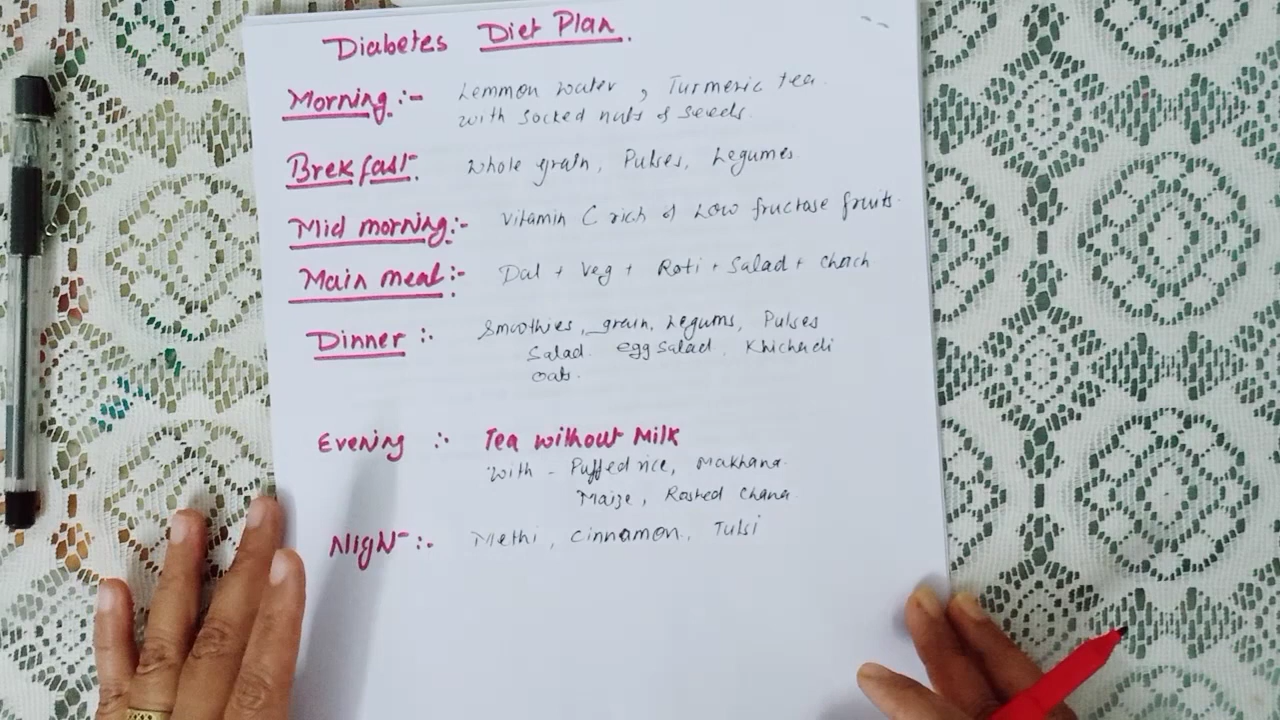 Diabetes Diet Plan.
Morning:- Lemmon water, Turmeric tea.
with Socked nuts & seeds.
Brekfast:- Whole grain, Pulses, Legumes.
Mid morning:- Vitamin C rich & Low fructose fruits.
Main meal:- Dal + Veg + Roti + Salad + Chach
Dinner:- Smoothies, grain, Legums, Pulses
Salad. egg salad. Khichadi
Oats.
Evening:- Tea without Milk
With - Puffed rice, Makhana.
Maize, Roshed Chana.
Night:- Methi, Cinnamon, Tulsi